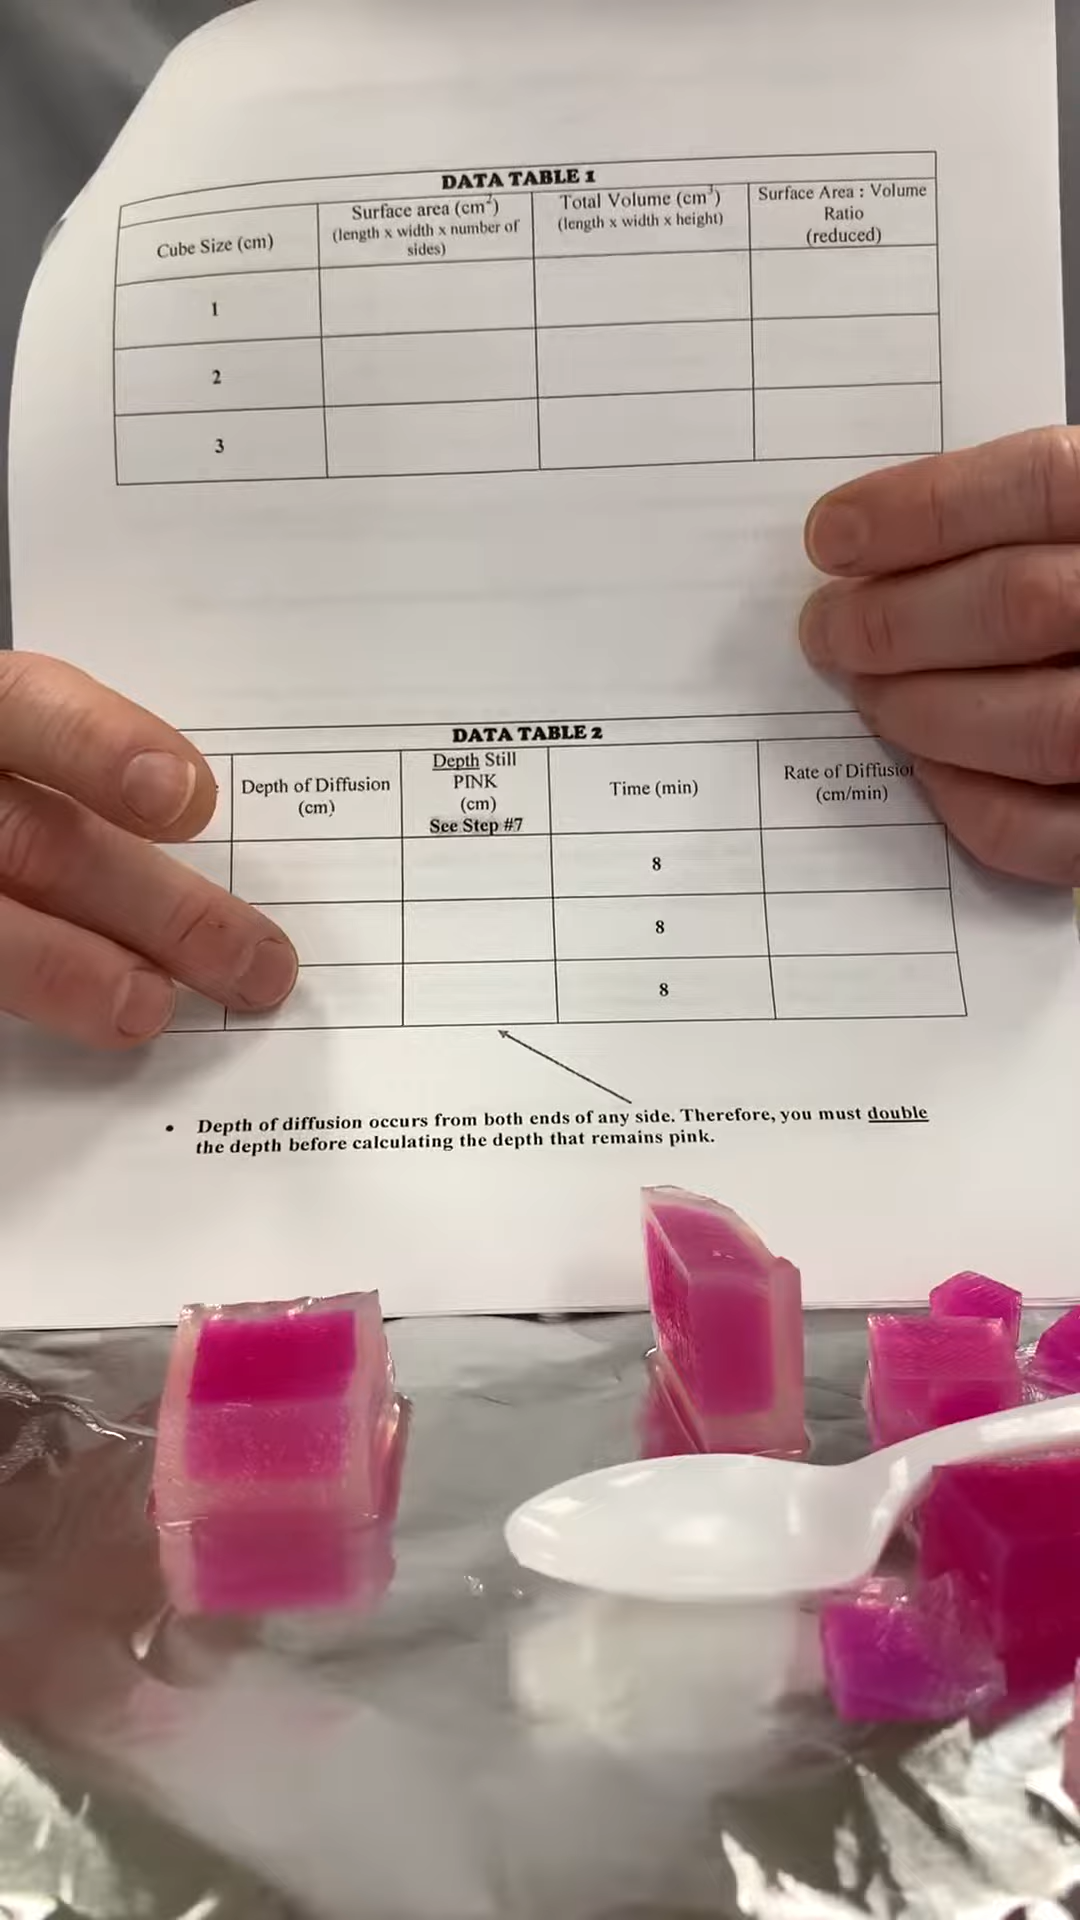 DATA TABLE 1
Cube Size (cm)
Surface area (cm²)
(length x width x number of
sides)
Total Volume (cm³)
(length x width x height)
Surface Area : Volume
Ratio
(reduced)
1
2
3
DATA TABLE 2
Depth of Diffusion
(cm)
Depth Still
PINK
(cm)
See Step #7
Time (min)
Rate of Diffusion
(cm/min)
8
8
8
• Depth of diffusion occurs from both ends of any side. Therefore, you must double
the depth before calculating the depth that remains pink.